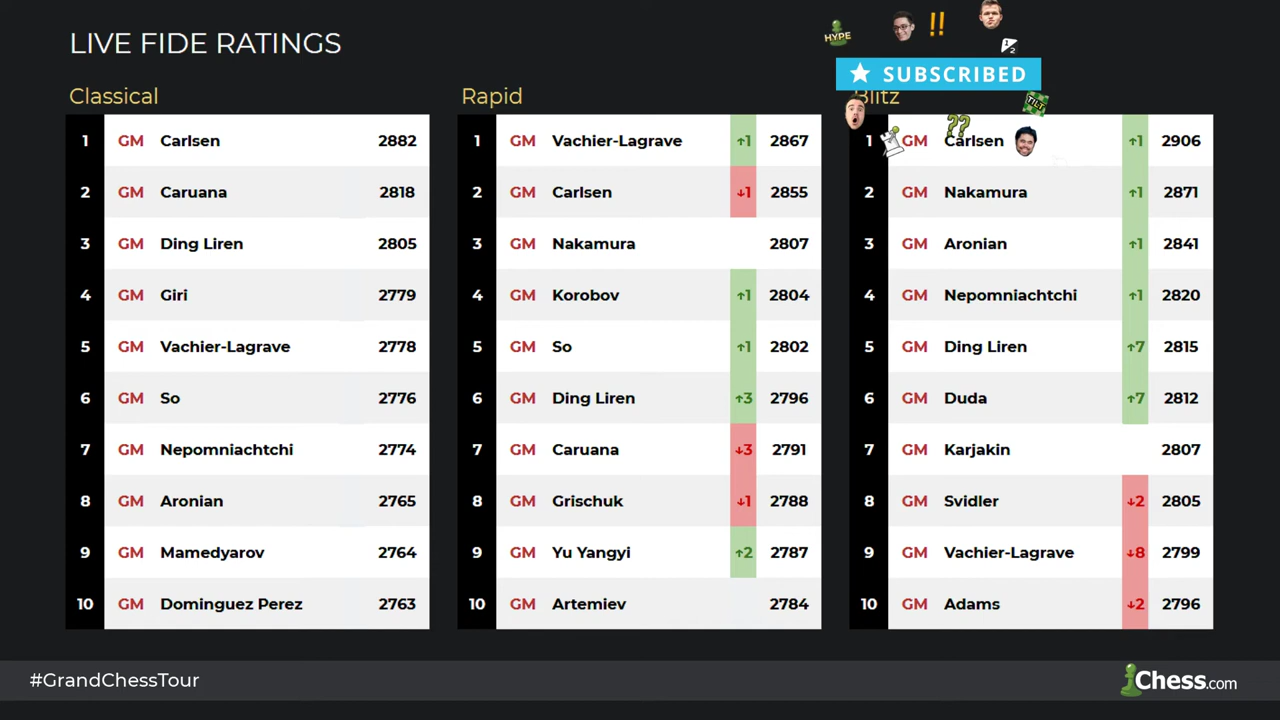 LIVE FIDE RATINGS
HYPE
!!
1 2
SUBSCRIBED
TILT
??
Classical
1 GM Carlsen 2882
2 GM Caruana 2818
3 GM Ding Liren 2805
4 GM Giri 2779
5 GM Vachier-Lagrave 2778
6 GM So 2776
7 GM Nepomniachtchi 2774
8 GM Aronian 2765
9 GM Mamedyarov 2764
10 GM Dominguez Perez 2763
Rapid
1 GM Vachier-Lagrave ↑1 2867
2 GM Carlsen ↓1 2855
3 GM Nakamura 2807
4 GM Korobov ↑1 2804
5 GM So ↑1 2802
6 GM Ding Liren ↑3 2796
7 GM Caruana ↓3 2791
8 GM Grischuk ↓1 2788
9 GM Yu Yangyi ↑2 2787
10 GM Artemiev 2784
Blitz
1 GM Carlsen ↑1 2906
2 GM Nakamura ↑1 2871
3 GM Aronian ↑1 2841
4 GM Nepomniachtchi ↑1 2820
5 GM Ding Liren ↑7 2815
6 GM Duda ↑7 2812
7 GM Karjakin 2807
8 GM Svidler ↓2 2805
9 GM Vachier-Lagrave ↓8 2799
10 GM Adams ↓2 2796
#GrandChessTour
Chess.com